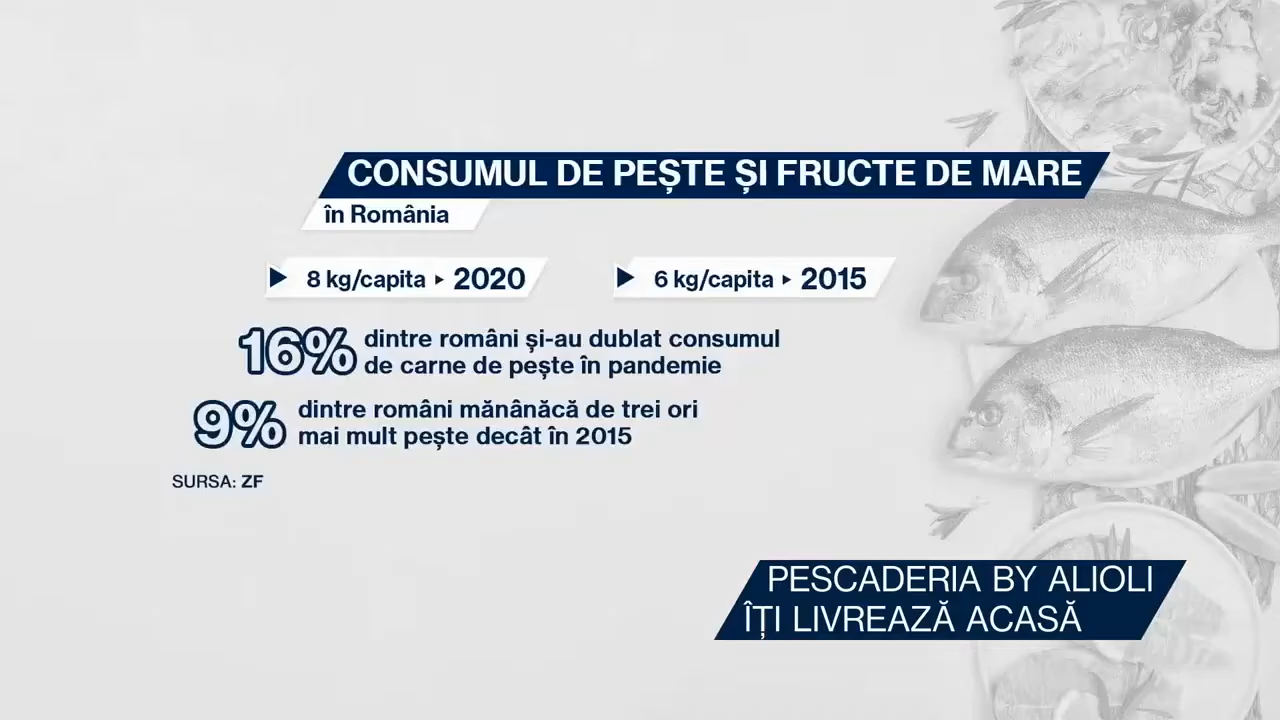 CONSUMUL DE PEȘTE ȘI FRUCTE DE MARE
în România
8 kg/capita ▸ 2020
6 kg/capita ▸ 2015
16% dintre români și-au dublat consumul
de carne de pește în pandemie
9% dintre români mănânăcă de trei ori
mai mult pește decât în 2015
SURSA: ZF
PESCADERIA BY ALIOLI
ÎȚI LIVREAZĂ ACASĂ